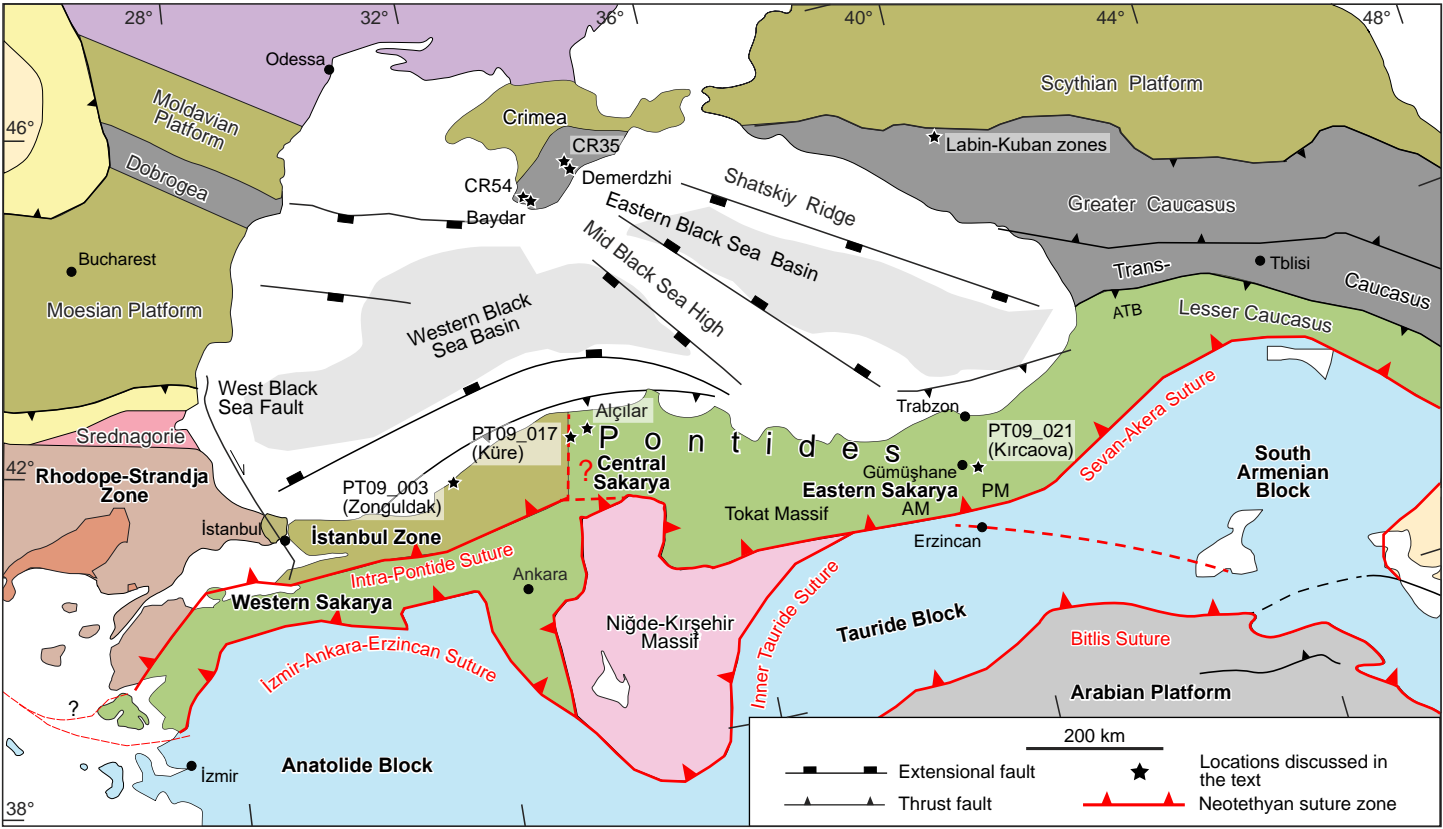 28°
32°
36°
40°
44°
48°
Odessa
Moldavian
Platform
Crimea
Scythian Platform
46°
CR35
Labin-Kuban zones
Dobrogea
CR54
Demerdzhi
Baydar
Shatskiy Ridge
Greater Caucasus
Eastern Black Sea Basin
Mid Black Sea High
Bucharest
Trans-
Tblisi
Caucasus
Moesian Platform
Western Black
Sea Basin
ATB
Lesser Caucasus
West Black
Sea Fault
Srednagorie
Alçılar
Trabzon
Sevan-Akera Suture
PT09_017
(Küre)
Pontides
PT09_021
(Kırcaova)
42°
Rhodope-Strandja
Zone
?
Central
Sakarya
Gümüşhane
South
Armenian
Block
PT09_003
(Zonguldak)
Eastern Sakarya
PM
AM
Tokat Massif
İstanbul
İstanbul Zone
Erzincan
Intra-Pontide Suture
Ankara
Western Sakarya
Niğde-Kırşehir
Massif
Inner Tauride Suture
Tauride Block
Bitlis Suture
İzmir-Ankara-Erzincan Suture
Arabian Platform
?
İzmir
Anatolide Block
38°
200 km
Extensional fault
Locations discussed in
the text
Thrust fault
Neotethyan suture zone